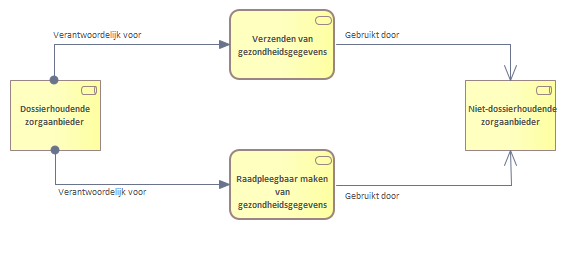 Verantwoordelijk voor
Verzenden van
gezondheidsgegevens
Gebruikt door
Dossierhoudende
zorgaanbieder
Niet-dossierhoudende
zorgaanbieder
Verantwoordelijk voor
Raadpleegbaar maken
van
gezondheidsgegevens
Gebruikt door